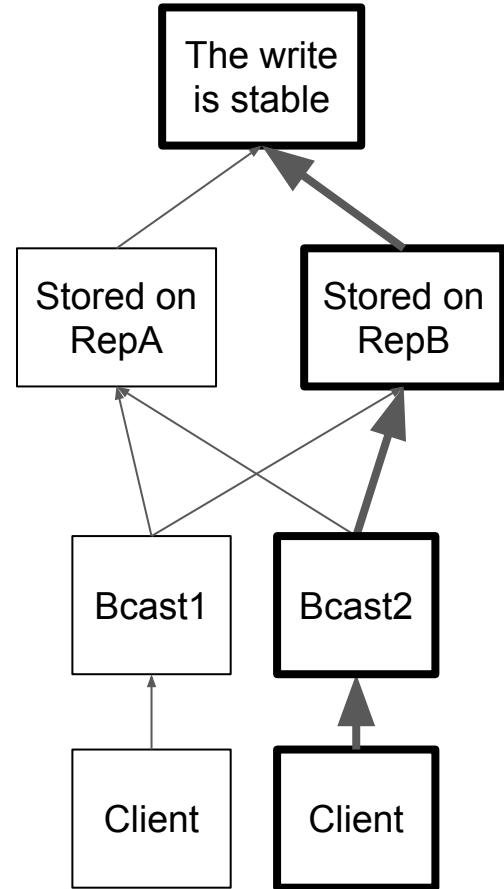 The write
is stable
Stored on
RepA
Stored on
RepB
Bcast1
Bcast2
Client
Client